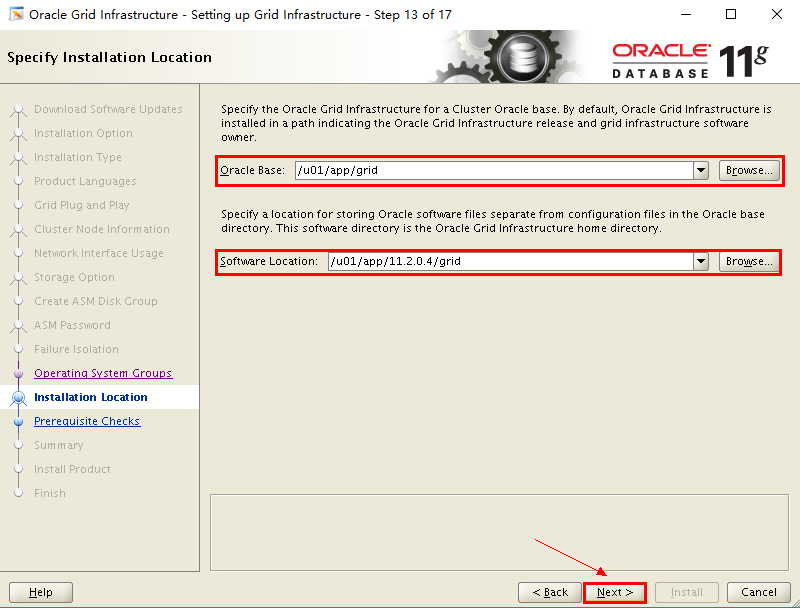 Oracle Grid Infrastructure - Setting up Grid Infrastructure - Step 13 of 17
Specify Installation Location
ORACLE
DATABASE
11g
Download Software Updates
Installation Option
Installation Type
Product Languages
Grid Plug and Play
Cluster Node Information
Network Interface Usage
Storage Option
Create ASM Disk Group
ASM Password
Failure Isolation
Operating System Groups
Installation Location
Prerequisite Checks
Summary
Install Product
Finish
Specify the Oracle Grid Infrastructure for a Cluster Oracle base. By default, Oracle Grid Infrastructure is
installed in a path indicating the Oracle Grid Infrastructure release and grid infrastructure software
owner.
Oracle Base: /u01/app/grid Browse...
Specify a location for storing Oracle software files separate from configuration files in the Oracle base
directory. This software directory is the Oracle Grid Infrastructure home directory.
Software Location: /u01/app/11.2.0.4/grid Browse...
Help < Back Next > Install Cancel